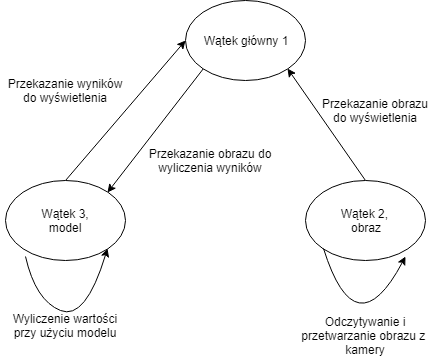 Wątek główny 1
Przekazanie wyników
do wyświetlenia
Przekazanie obrazu
do wyświetlenia
Przekazanie obrazu do
wyliczenia wyników
Wątek 3,
model
Wątek 2,
obraz
Wyliczenie wartości
przy użyciu modelu
Odczytywanie i
przetwarzanie obrazu z
kamery